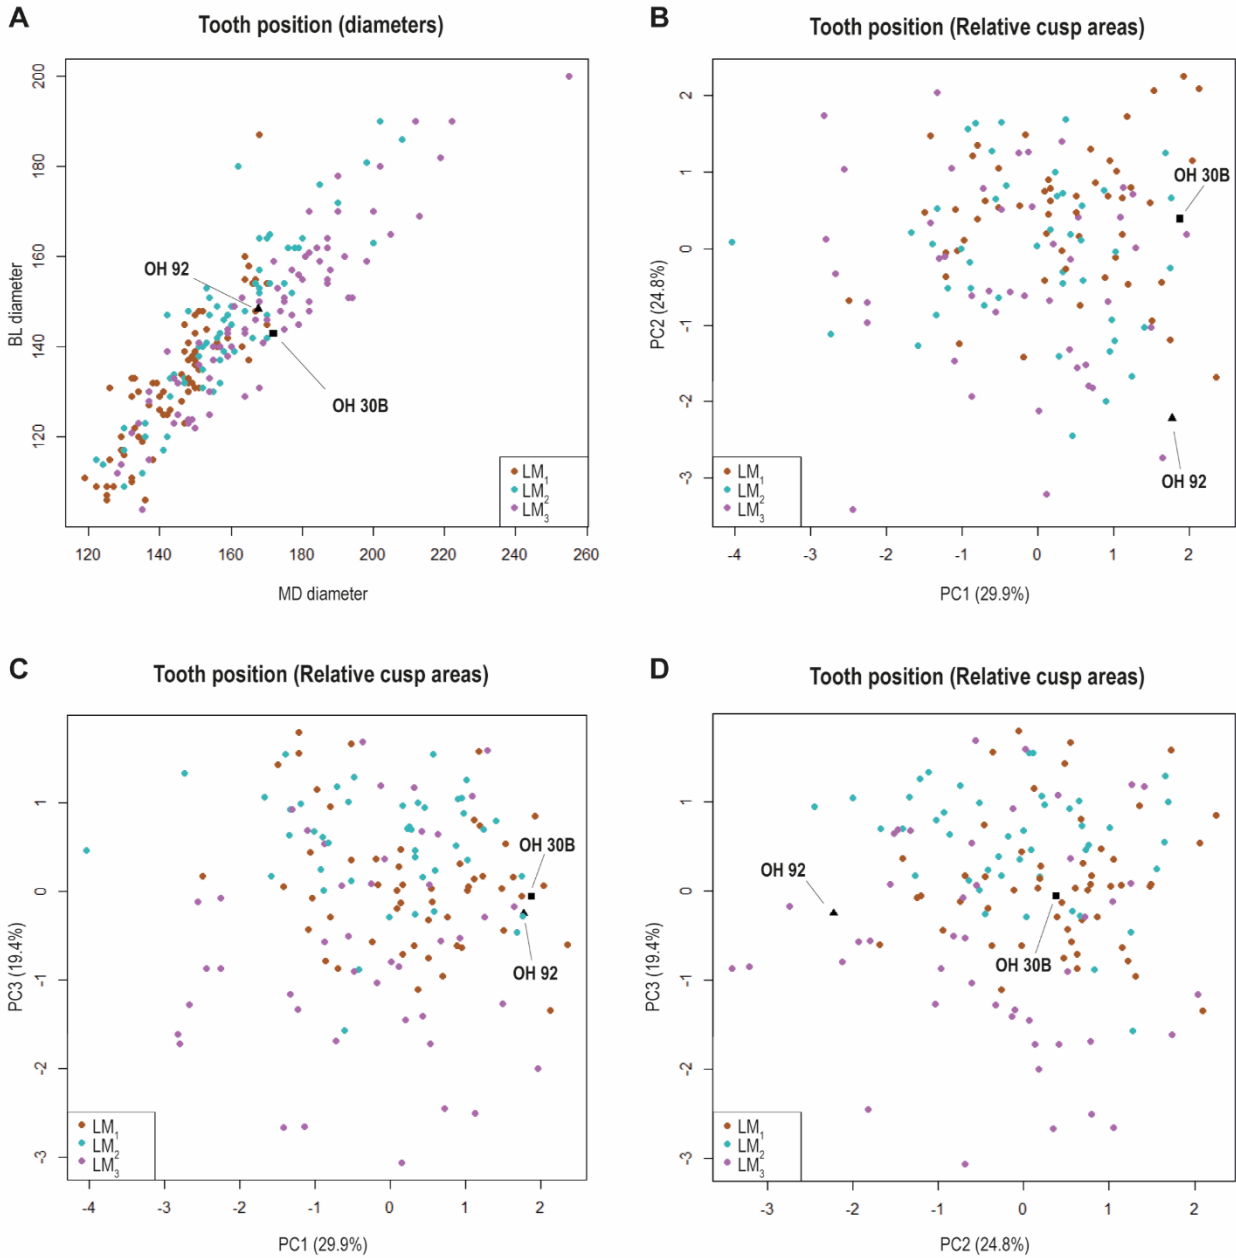 A
Tooth position (diameters)
BL diameter
200
180
160
140
120
OH 92
OH 30B
LM1
LM2
LM3
120 140 160 180 200 220 240 260
MD diameter
B
Tooth position (Relative cusp areas)
PC2 (24.8%)
2
1
0
-1
-2
-3
OH 30B
OH 92
LM1
LM2
LM3
-4 -3 -2 -1 0 1 2
PC1 (29.9%)
C
Tooth position (Relative cusp areas)
PC3 (19.4%)
1
0
-1
-2
-3
OH 30B
OH 92
LM1
LM2
LM3
-4 -3 -2 -1 0 1 2
PC1 (29.9%)
D
Tooth position (Relative cusp areas)
PC3 (19.4%)
1
0
-1
-2
-3
OH 92
OH 30B
LM1
LM2
LM3
-3 -2 -1 0 1 2
PC2 (24.8%)